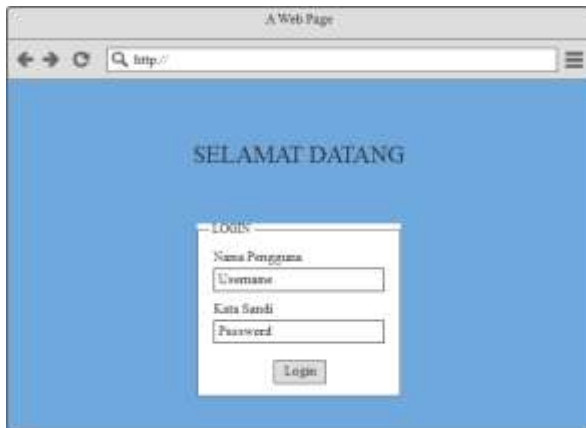 A Web Page
http://
SELAMAT DATANG
LOGIN
Nama Pengguna
Username
Kata Sandi
Password
Login